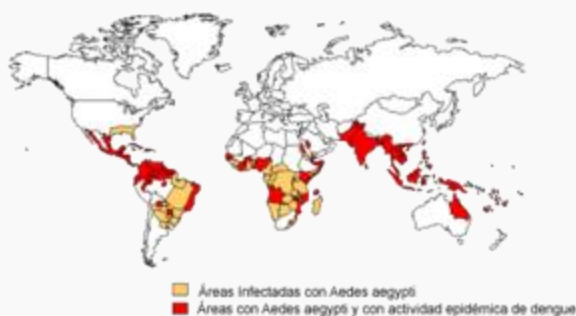 Áreas Infectadas con Aedes aegypti
Áreas con Aedes aegypti y con actividad epidémica de dengue